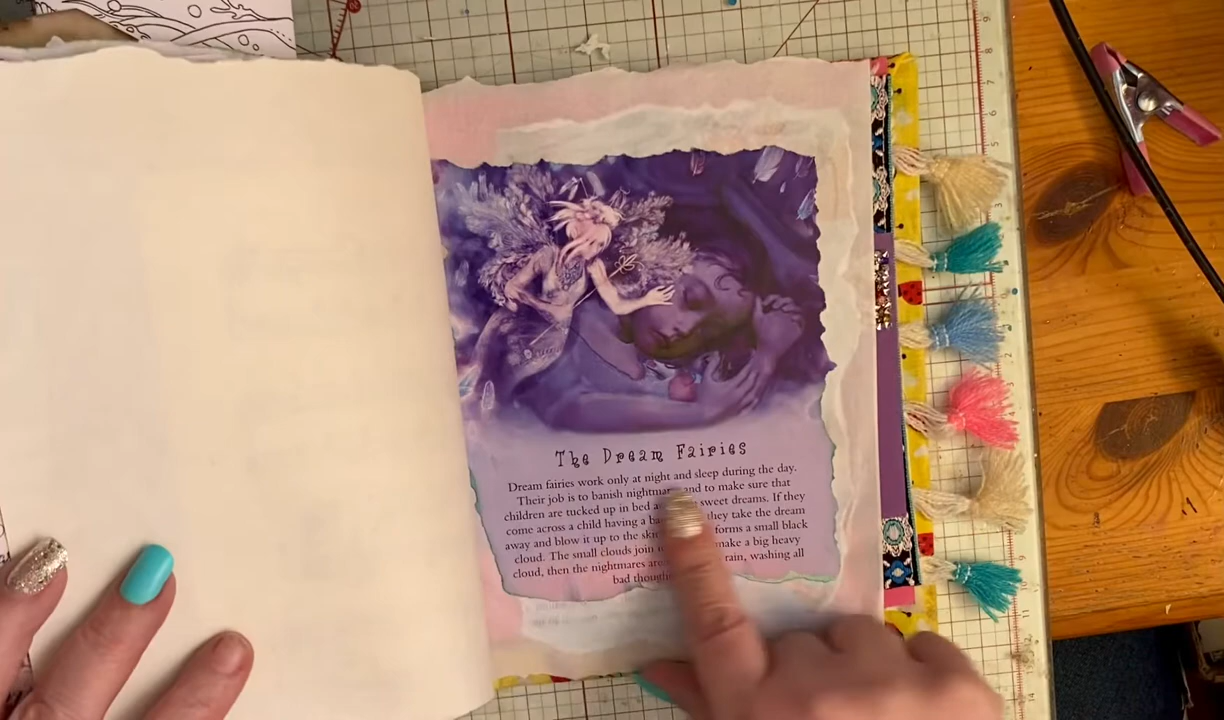 The Dream Fairies
Dream fairies work only at night and sleep during the day.
Their job is to banish and to make sure that
children are tucked up in bed sweet dreams. If they
come across a child having a they take the dream
away and blow it up to the forms a small black
cloud. The small clouds join make a big heavy
cloud, then the nightmares are rain, washing all
bad